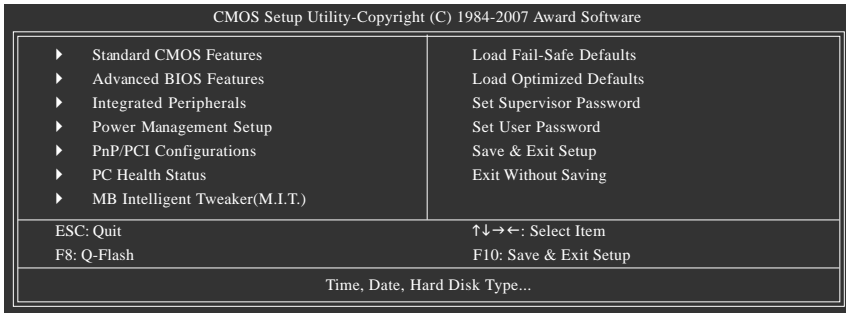 CMOS Setup Utility-Copyright (C) 1984-2007 Award Software
Standard CMOS Features
Advanced BIOS Features
Integrated Peripherals
Power Management Setup
PnP/PCI Configurations
PC Health Status
MB Intelligent Tweaker(M.I.T.)
Load Fail-Safe Defaults
Load Optimized Defaults
Set Supervisor Password
Set User Password
Save & Exit Setup
Exit Without Saving
ESC: Quit
↑↓→←: Select Item
F8: Q-Flash
F10: Save & Exit Setup
Time, Date, Hard Disk Type...